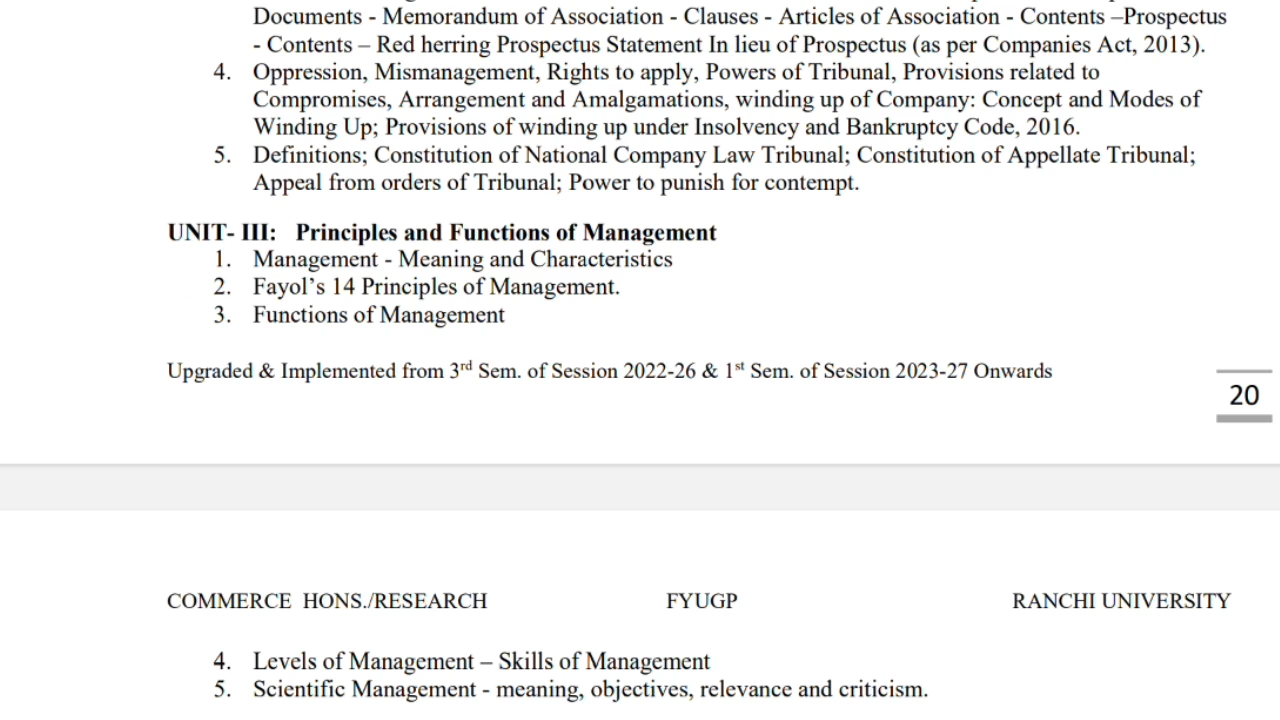 Documents - Memorandum of Association - Clauses - Articles of Association - Contents –Prospectus
- Contents – Red herring Prospectus Statement In lieu of Prospectus (as per Companies Act, 2013).
4. Oppression, Mismanagement, Rights to apply, Powers of Tribunal, Provisions related to
Compromises, Arrangement and Amalgamations, winding up of Company: Concept and Modes of
Winding Up; Provisions of winding up under Insolvency and Bankruptcy Code, 2016.
5. Definitions; Constitution of National Company Law Tribunal; Constitution of Appellate Tribunal;
Appeal from orders of Tribunal; Power to punish for contempt.
UNIT- III: Principles and Functions of Management
1. Management - Meaning and Characteristics
2. Fayol’s 14 Principles of Management.
3. Functions of Management
Upgraded & Implemented from 3rd Sem. of Session 2022-26 & 1st Sem. of Session 2023-27 Onwards
20
COMMERCE HONS./RESEARCH FYUGP RANCHI UNIVERSITY
4. Levels of Management – Skills of Management
5. Scientific Management - meaning, objectives, relevance and criticism.